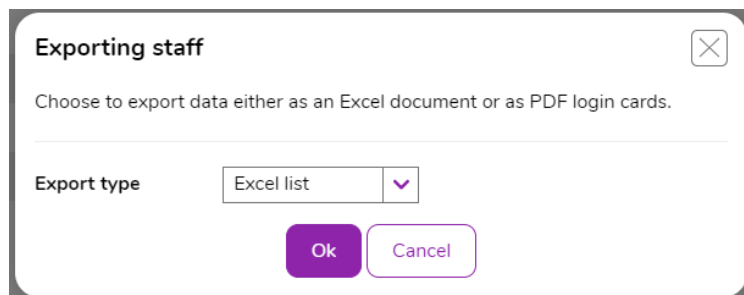 Exporting staff
Choose to export data either as an Excel document or as PDF login cards.
Export type
Excel list
Ok
Cancel